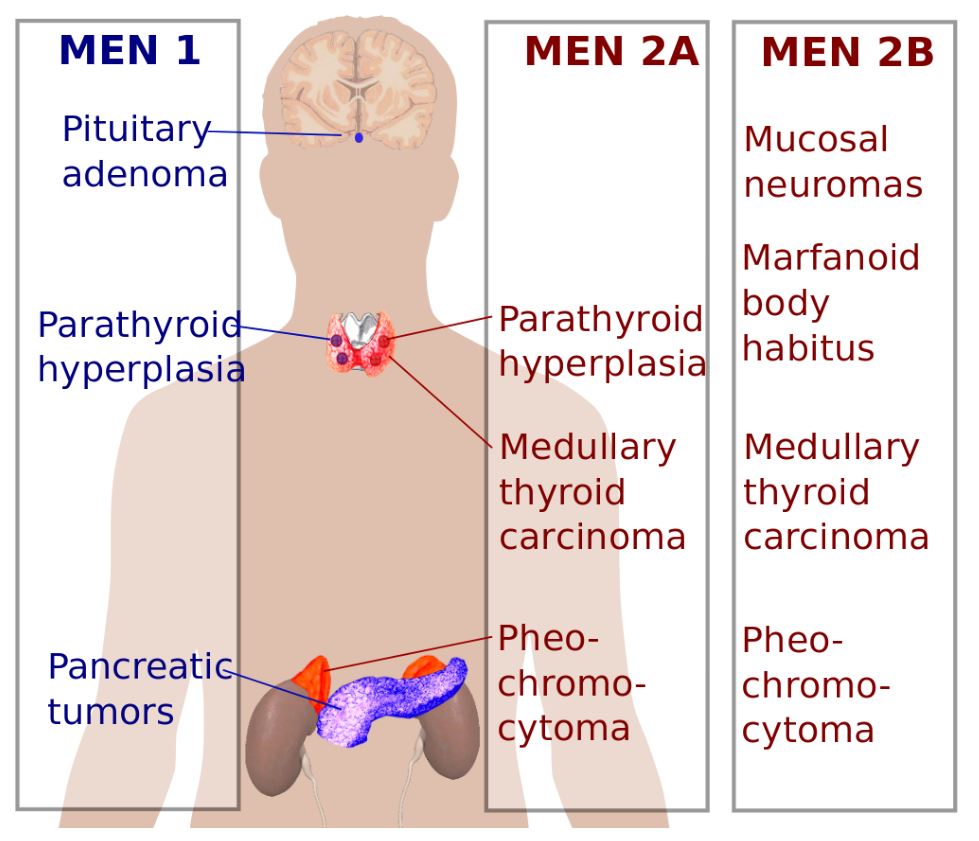 MEN 1
Pituitary
adenoma
Parathyroid
hyperplasia
Pancreatic
tumors
MEN 2A
Parathyroid
hyperplasia
Medullary
thyroid
carcinoma
Pheo-
chromo-
cytoma
MEN 2B
Mucosal
neuromas
Marfanoid
body
habitus
Medullary
thyroid
carcinoma
Pheo-
chromo-
cytoma